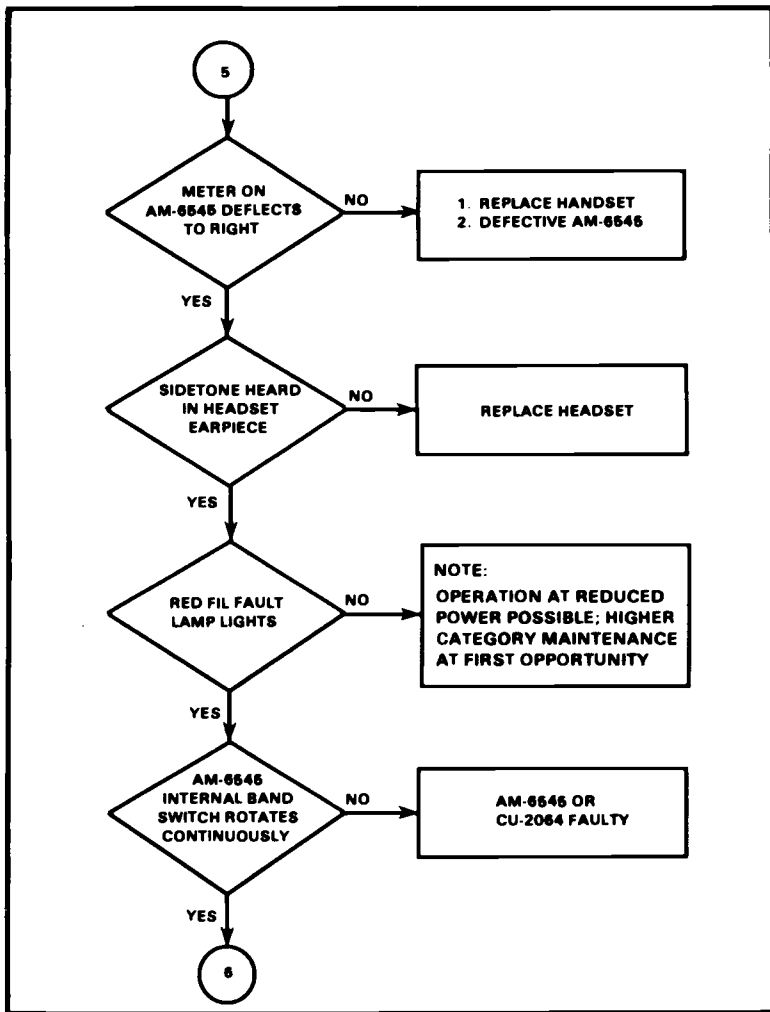 5
METER ON
AM-6545 DEFLECTS
TO RIGHT
NO
1. REPLACE HANDSET
2. DEFECTIVE AM-6545
YES
SIDETONE HEARD
IN HEADSET
EARPIECE
NO
REPLACE HEADSET
YES
RED FIL FAULT
LAMP LIGHTS
NO
NOTE:
OPERATION AT REDUCED
POWER POSSIBLE; HIGHER
CATEGORY MAINTENANCE
AT FIRST OPPORTUNITY
YES
AM-6545
INTERNAL BAND
SWITCH ROTATES
CONTINUOUSLY
NO
AM-6545 OR
CU-2064 FAULTY
YES
6